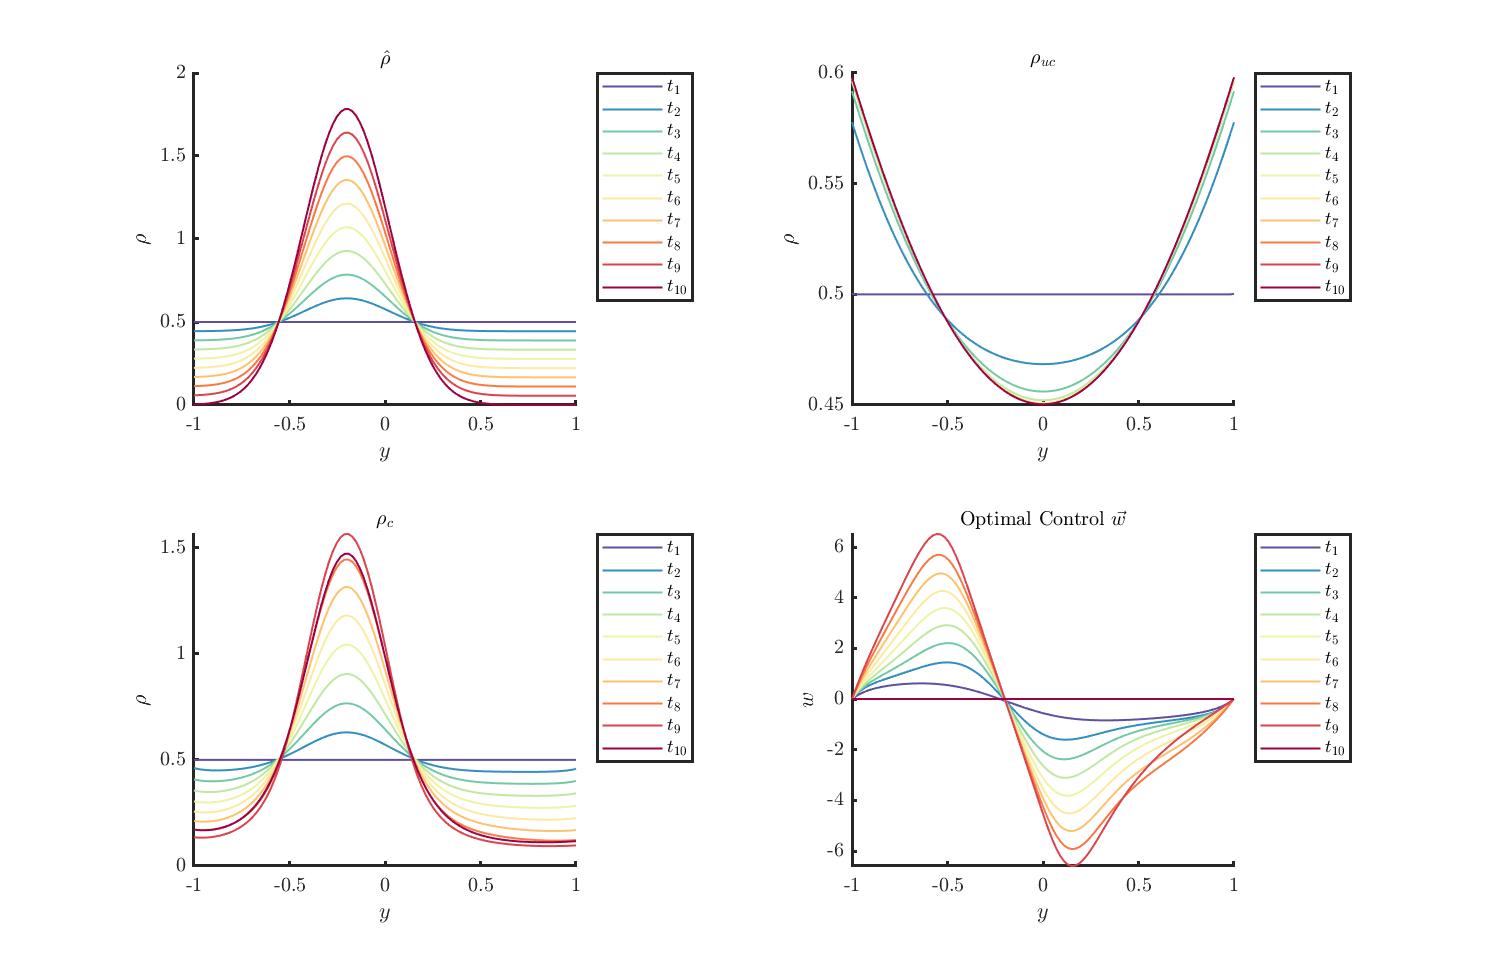 ρ̂
2
1.5
1
0.5
0
-1 -0.5 0 0.5 1
ρ
y
t₁
t₂
t₃
t₄
t₅
t₆
t₇
t₈
t₉
t₁₀
ρ_uc
0.6
0.55
0.5
0.45
-1 -0.5 0 0.5 1
ρ
y
t₁
t₂
t₃
t₄
t₅
t₆
t₇
t₈
t₉
t₁₀
ρ_c
1.5
1
0.5
0
-1 -0.5 0 0.5 1
ρ
y
t₁
t₂
t₃
t₄
t₅
t₆
t₇
t₈
t₉
t₁₀
Optimal Control w⃗
6
4
2
0
-2
-4
-6
-1 -0.5 0 0.5 1
w
y
t₁
t₂
t₃
t₄
t₅
t₆
t₇
t₈
t₉
t₁₀